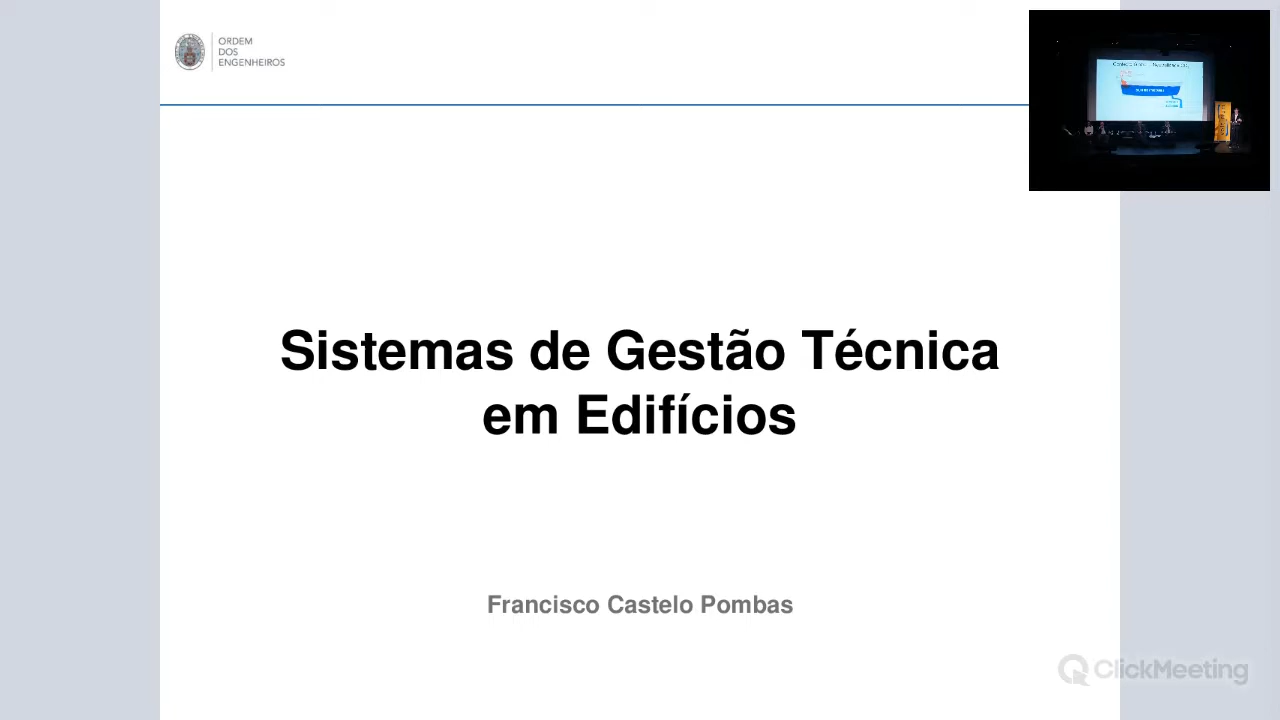 ORDEM
DOS
ENGENHEIROS
Sistemas de Gestão Técnica
em Edifícios
Francisco Castelo Pombas
ClickMeeting